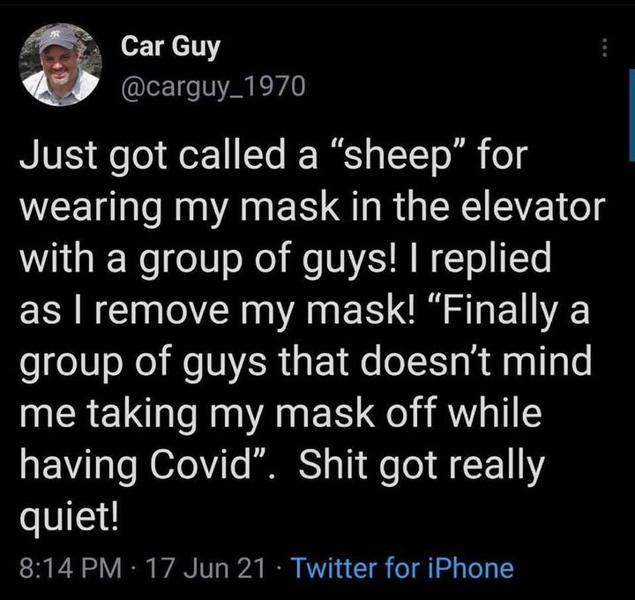 Car Guy
@carguy_1970
Just got called a “sheep” for
wearing my mask in the elevator
with a group of guys! I replied
as I remove my mask! “Finally a
group of guys that doesn’t mind
me taking my mask off while
having Covid”. Shit got really
quiet!
8:14 PM · 17 Jun 21 · Twitter for iPhone